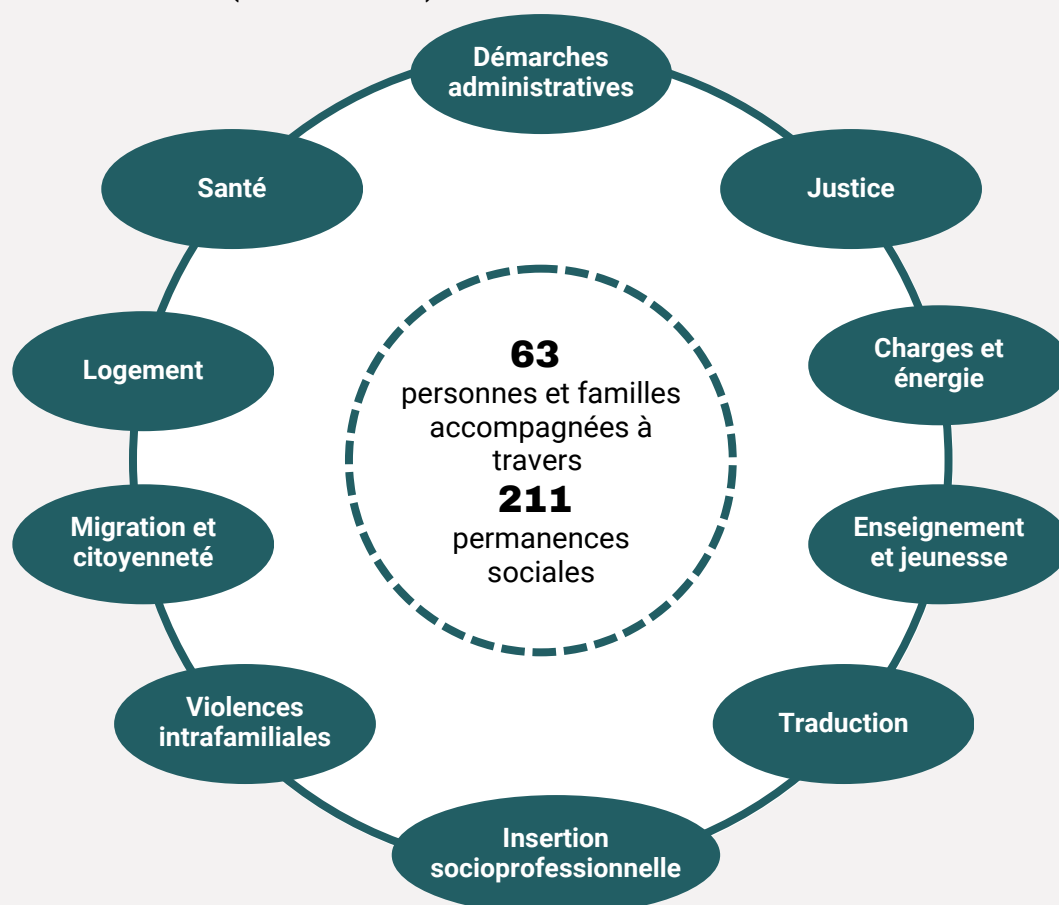 Démarches
administratives
Santé
Justice
Logement
Charges et
énergie
63
personnes et familles
accompagnées à
travers
211
permanences
sociales
Migration et
citoyenneté
Enseignement
et jeunesse
Violences
intrafamiliales
Traduction
Insertion
socioprofessionnelle